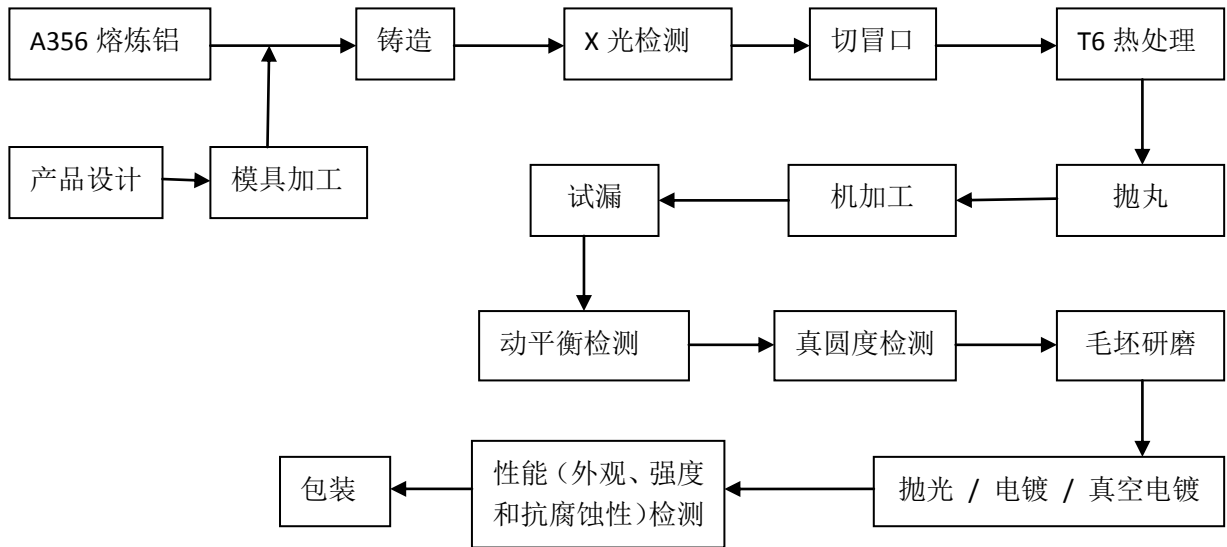 A356 熔炼铝
铸造
X 光检测
切冒口
T6 热处理
产品设计
模具加工
试漏
机加工
抛丸
动平衡检测
真圆度检测
毛坯研磨
包装
性能（外观、强度
和抗腐蚀性）检测
抛光 / 电镀 / 真空电镀